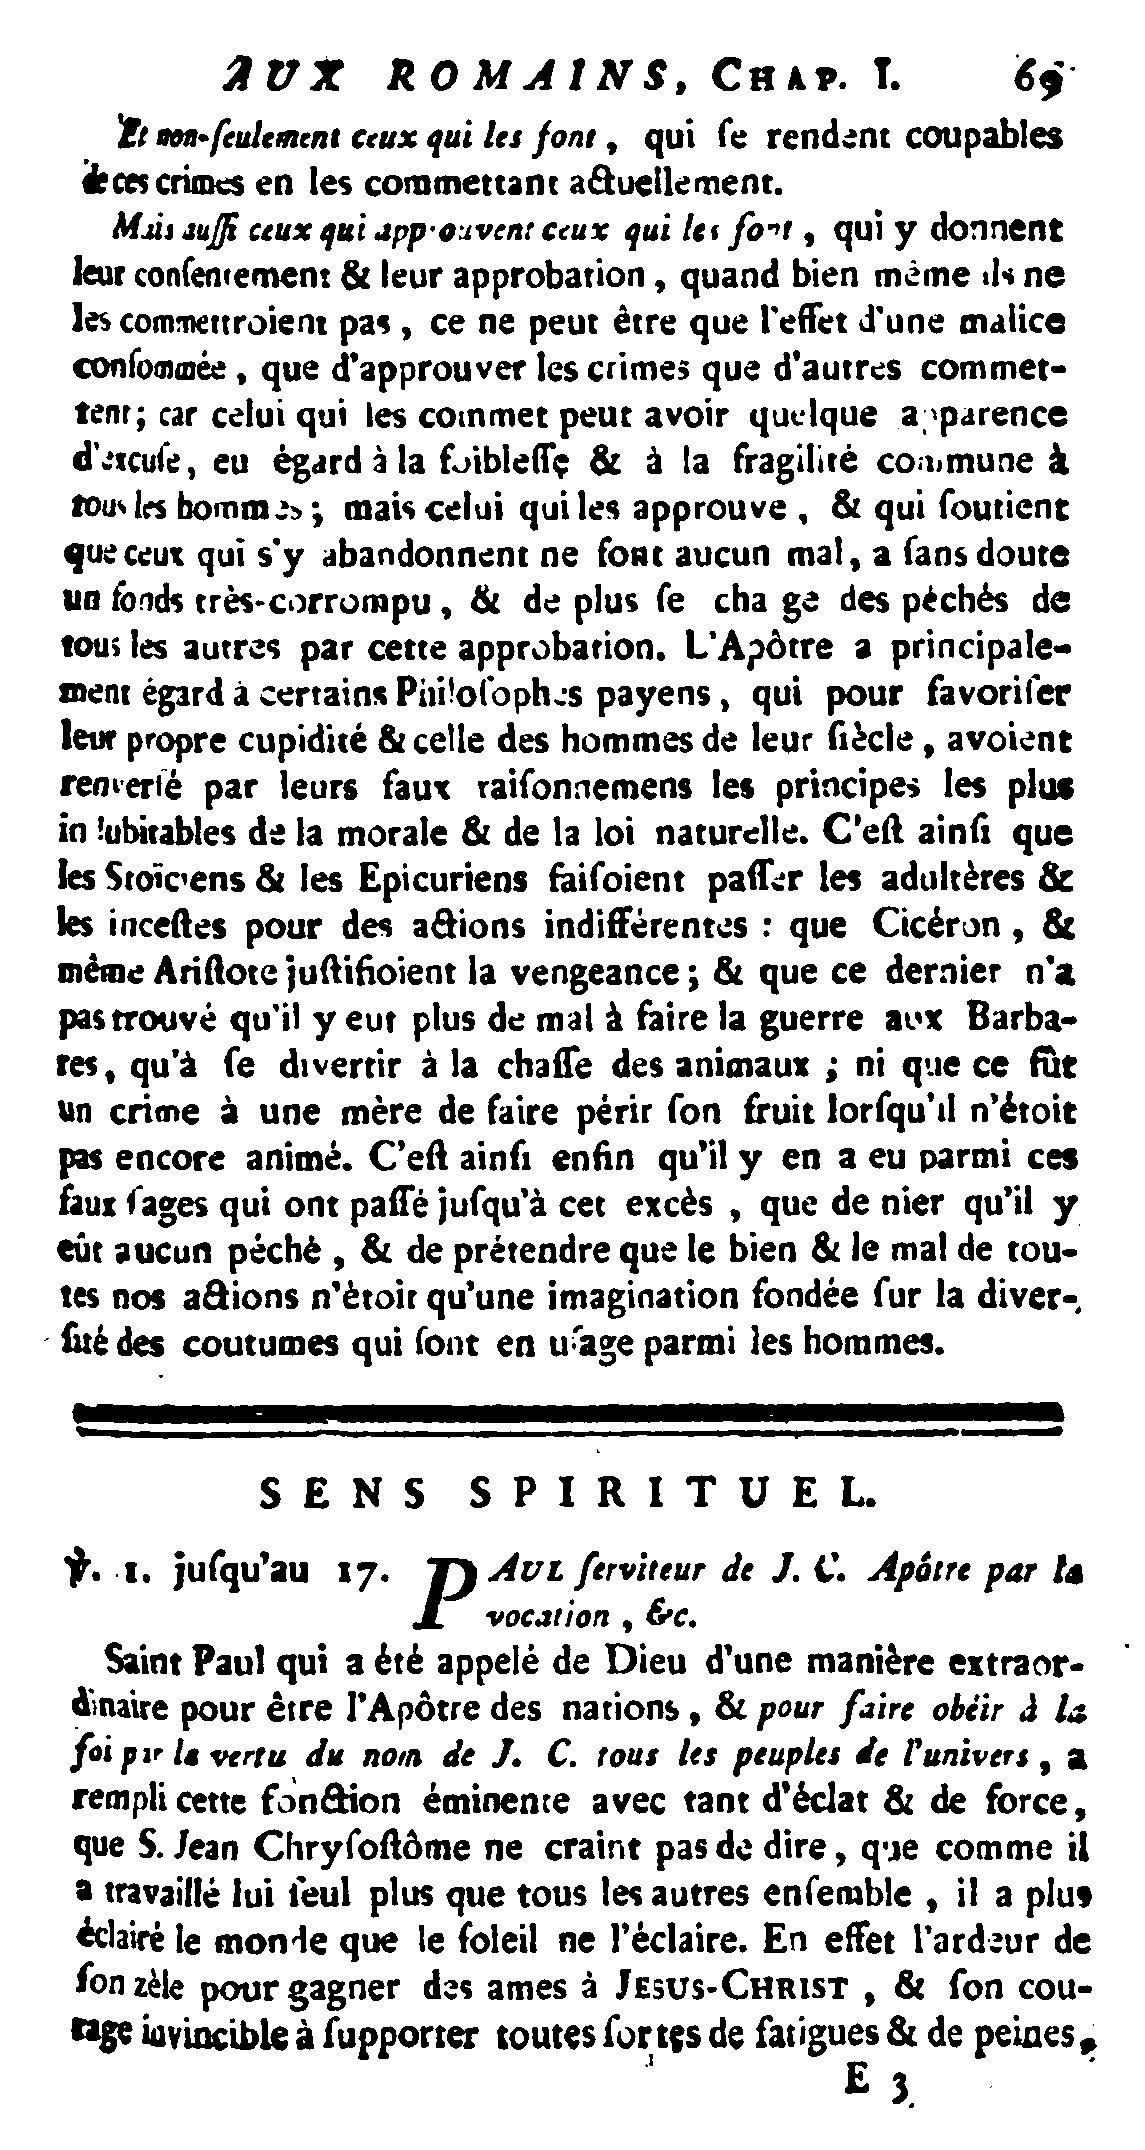 AUX ROMAINS, CHAP. I. 69
Et non-ſeulement ceux qui les font, qui ſe rendent coupables
de ces crimes en les commettant actuellement.
Mais auſſi ceux qui approuvent ceux qui les font, qui y donnent
leur conſentement & leur approbation, quand bien même ils ne
les commettroient pas, ce ne peut être que l'effet d'une malice
conſommée, que d'approuver les crimes que d'autres commet-
tent; car celui qui les commet peut avoir quelque apparence
d'excuſe, eu égard à la foibleſſe & à la fragilité commune à
tous les hommes; mais celui qui les approuve, & qui ſoutient
que ceux qui s'y abandonnent ne font aucun mal, a ſans doute
un fonds très-corrompu, & de plus ſe cha ge des péchés de
tous les autres par cette approbation. L'Apôtre a principale-
ment égard à certains Philoſophes payens, qui pour favoriſer
leur propre cupidité & celle des hommes de leur ſiècle, avoient
renverſé par leurs faux raiſonnemens les principes les plus
indubitables de la morale & de la loi naturelle. C'eſt ainſi que
les Stoïciens & les Epicuriens faiſoient paſſer les adultères &
les inceſtes pour des actions indifférentes : que Cicéron, &
même Ariſtote juſtifioient la vengeance; & que ce dernier n'a
pas trouvé qu'il y eut plus de mal à faire la guerre aux Barba-
res, qu'à ſe divertir à la chaſſe des animaux; ni que ce fût
un crime à une mère de faire périr ſon fruit lorſqu'il n'étoit
pas encore animé. C'eſt ainſi enfin qu'il y en a eu parmi ces
faux ſages qui ont paſſé juſqu'à cet excès, que de nier qu'il y
eût aucun péché, & de prétendre que le bien & le mal de tou-
tes nos actions n'étoit qu'une imagination fondée ſur la diver-
ſité des coutumes qui ſont en uſage parmi les hommes.
SENS SPIRITUEL.
℣. 1. juſqu'au 17. PAUL ſerviteur de J. C. Apôtre par la
vocation, &c.
Saint Paul qui a été appelé de Dieu d'une manière extraor-
dinaire pour être l'Apôtre des nations, & pour faire obéir à la
foi par la vertu du nom de J. C. tous les peuples de l'univers, a
rempli cette fonction éminente avec tant d'éclat & de force,
que S. Jean Chryſoſtôme ne craint pas de dire, que comme il
a travaillé lui ſeul plus que tous les autres enſemble, il a plus
éclairé le monde que le ſoleil ne l'éclaire. En effet l'ardeur de
ſon zèle pour gagner des ames à JESUS-CHRIST, & ſon cou-
rage invincible à ſupporter toutes ſortes de fatigues & de peines,
E 3